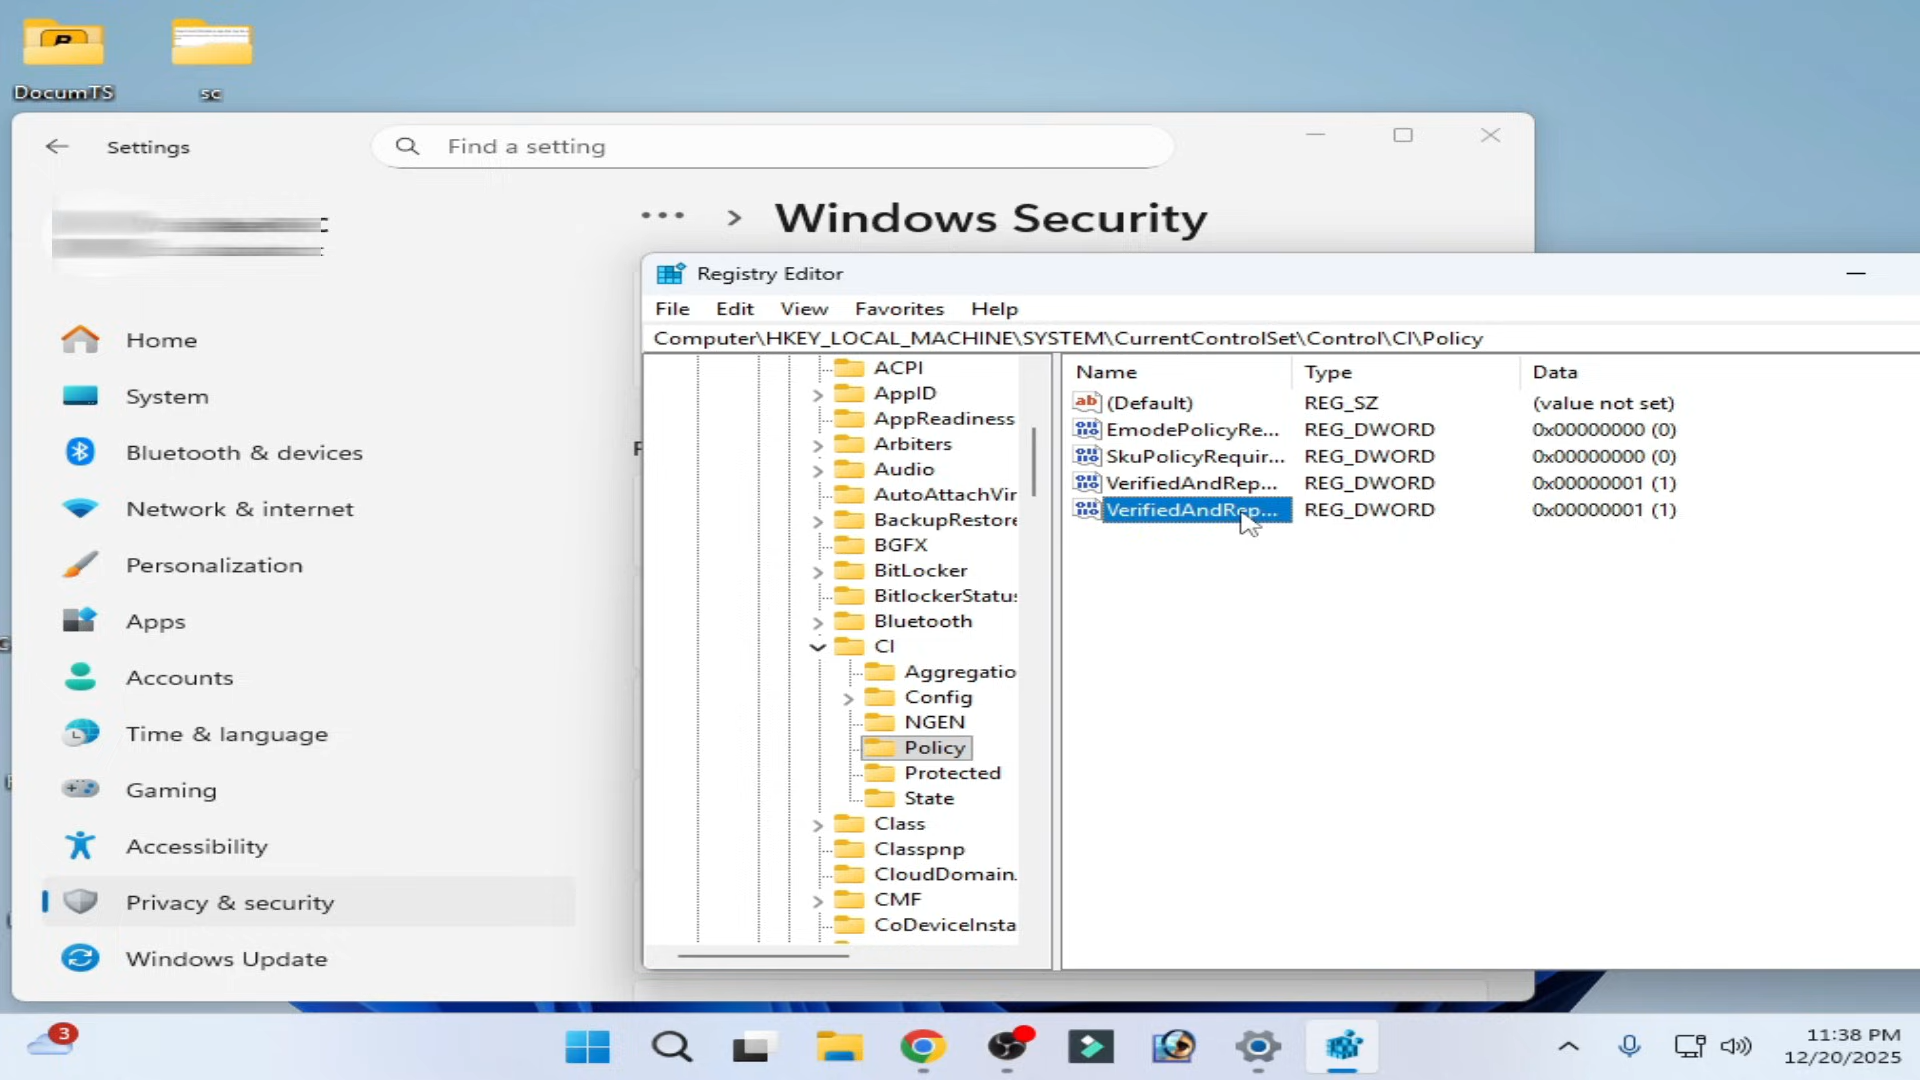 DocumTS
sc
Settings
Find a setting
... > Windows Security
Home
System
Bluetooth & devices
Network & internet
Personalization
Apps
Accounts
Time & language
Gaming
Accessibility
Privacy & security
Windows Update
Registry Editor
File Edit View Favorites Help
Computer\HKEY_LOCAL_MACHINE\SYSTEM\CurrentControlSet\Control\CI\Policy
ACPI
AppID
AppReadiness
Arbiters
Audio
AutoAttachVir
BackupRestore
BGFX
BitLocker
BitlockerStatus
Bluetooth
CI
Aggregatio
Config
NGEN
Policy
Protected
State
Class
Classpnp
CloudDomain.
CMF
CoDeviceInsta
Name Type Data
(Default) REG_SZ (value not set)
EmodePolicyRe... REG_DWORD 0x00000000 (0)
SkuPolicyRequir... REG_DWORD 0x00000000 (0)
VerifiedAndRep... REG_DWORD 0x00000001 (1)
VerifiedAndRep... REG_DWORD 0x00000001 (1)
3
11:38 PM
12/20/2025